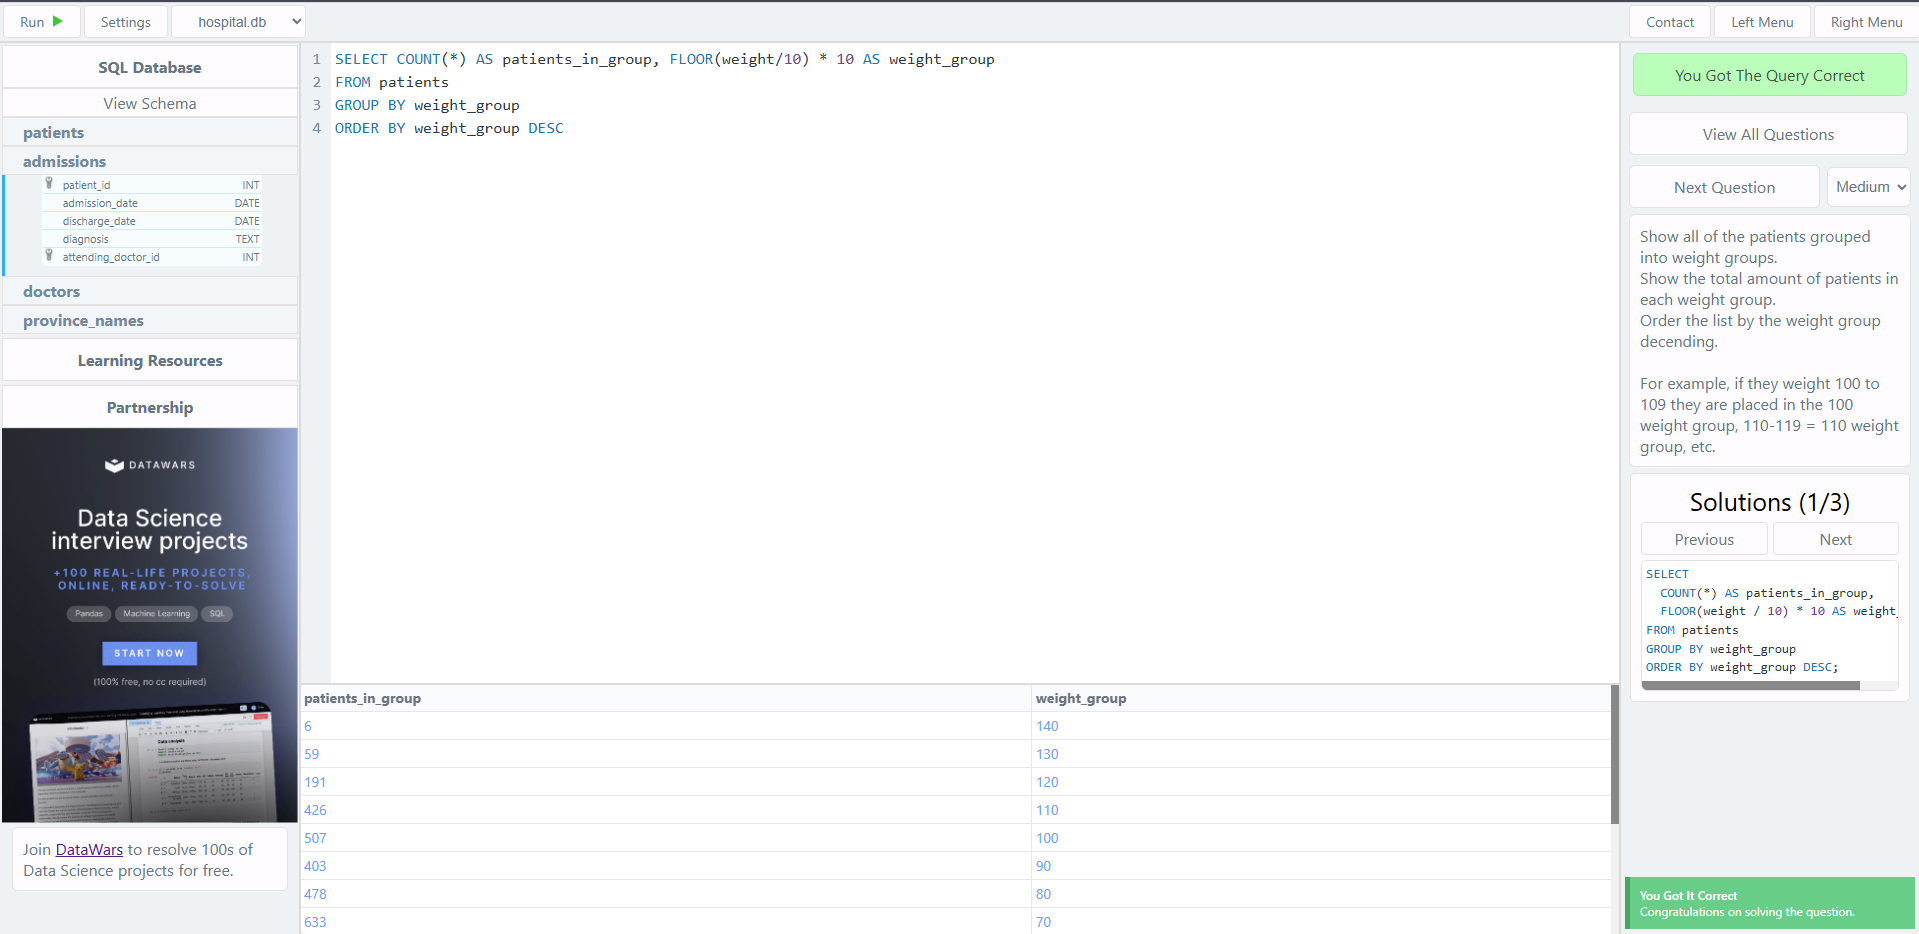 Run
Settings
hospital.db
Contact
Left Menu
Right Menu
SQL Database
View Schema
patients
admissions
patient_id INT
admission_date DATE
discharge_date DATE
diagnosis TEXT
attending_doctor_id INT
doctors
province_names
Learning Resources
Partnership
DATAWARS
Data Science
interview projects
+100 REAL-LIFE PROJECTS,
ONLINE, READY-TO-SOLVE
Pandas Machine Learning SQL
START NOW
(100% free, no cc required)
Join DataWars to resolve 100s of
Data Science projects for free.
1 SELECT COUNT(*) AS patients_in_group, FLOOR(weight/10) * 10 AS weight_group
2 FROM patients
3 GROUP BY weight_group
4 ORDER BY weight_group DESC
patients_in_group weight_group
6 140
59 130
191 120
426 110
507 100
403 90
478 80
633 70
You Got The Query Correct
View All Questions
Next Question Medium
Show all of the patients grouped
into weight groups.
Show the total amount of patients in
each weight group.
Order the list by the weight group
decending.
For example, if they weight 100 to
109 they are placed in the 100
weight group, 110-119 = 110 weight
group, etc.
Solutions (1/3)
Previous Next
SELECT
COUNT(*) AS patients_in_group,
FLOOR(weight / 10) * 10 AS weight_
FROM patients
GROUP BY weight_group
ORDER BY weight_group DESC;
You Got It Correct
Congratulations on solving the question.